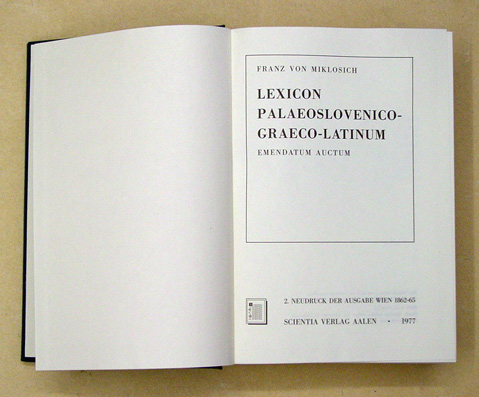 FRANZ VON MIKLOSICH
LEXICON
PALAEOSLOVENICO-
GRAECO-LATINUM
EMENDATUM AUCTUM
2. NEUDRUCK DER AUSGABE WIEN 1862-65
SCIENTIA VERLAG AALEN • 1977